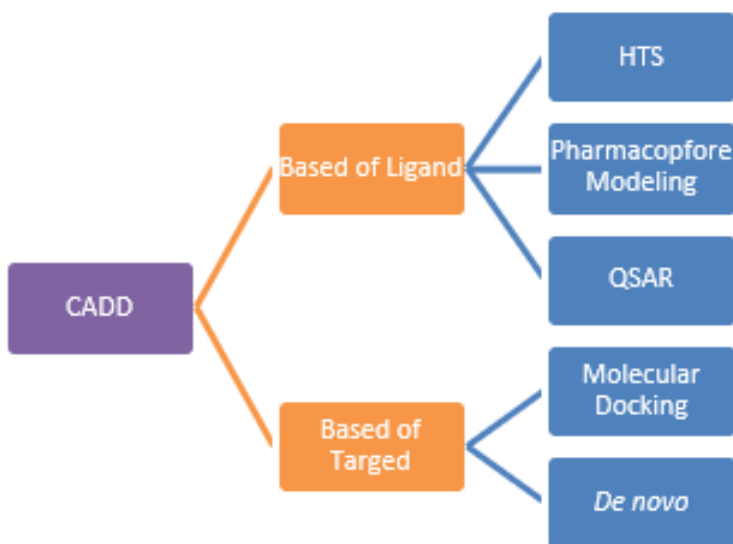 CADD
Based of Ligand
HTS
Pharmacopfore
Modeling
QSAR
Based of
Targed
Molecular
Docking
De novo